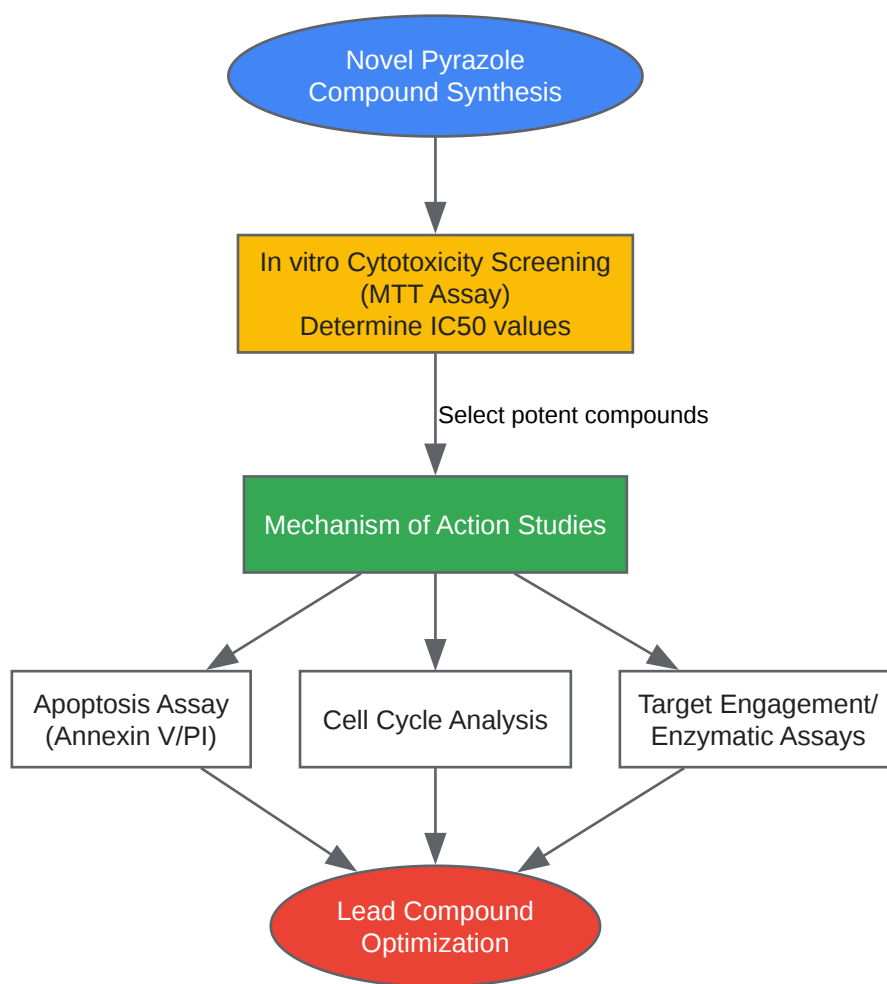 Novel Pyrazole
Compound Synthesis
In vitro Cytotoxicity Screening
(MTT Assay)
Determine IC50 values
Select potent compounds
Mechanism of Action Studies
Apoptosis Assay
(Annexin V/PI)
Cell Cycle Analysis
Target Engagement/
Enzymatic Assays
Lead Compound
Optimization